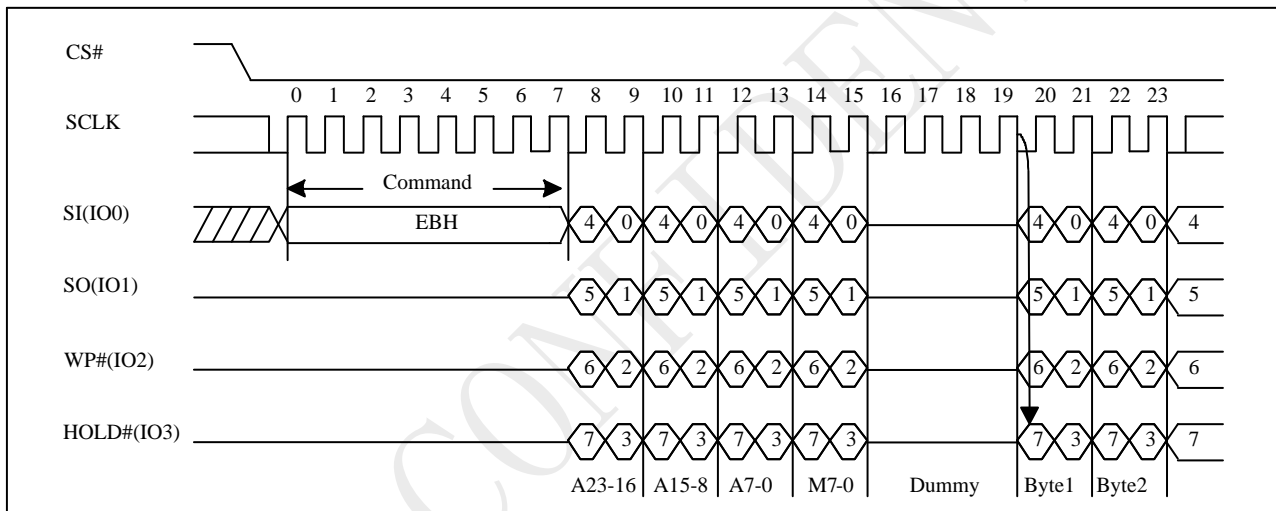 CS#
0 1 2 3 4 5 6 7 8 9 10 11 12 13 14 15 16 17 18 19 20 21 22 23
SCLK
Command
SI(IO0)
EBH
4 0 4 0 4 0 4 0 4 0 4 0 4
SO(IO1)
5 1 5 1 5 1 5 1 5 1 5 1 5
WP#(IO2)
6 2 6 2 6 2 6 2 6 2 6 2 6
HOLD#(IO3)
7 3 7 3 7 3 7 3 7 3 7 3 7
A23-16 A15-8 A7-0 M7-0 Dummy Byte1 Byte2
CONFIDEN